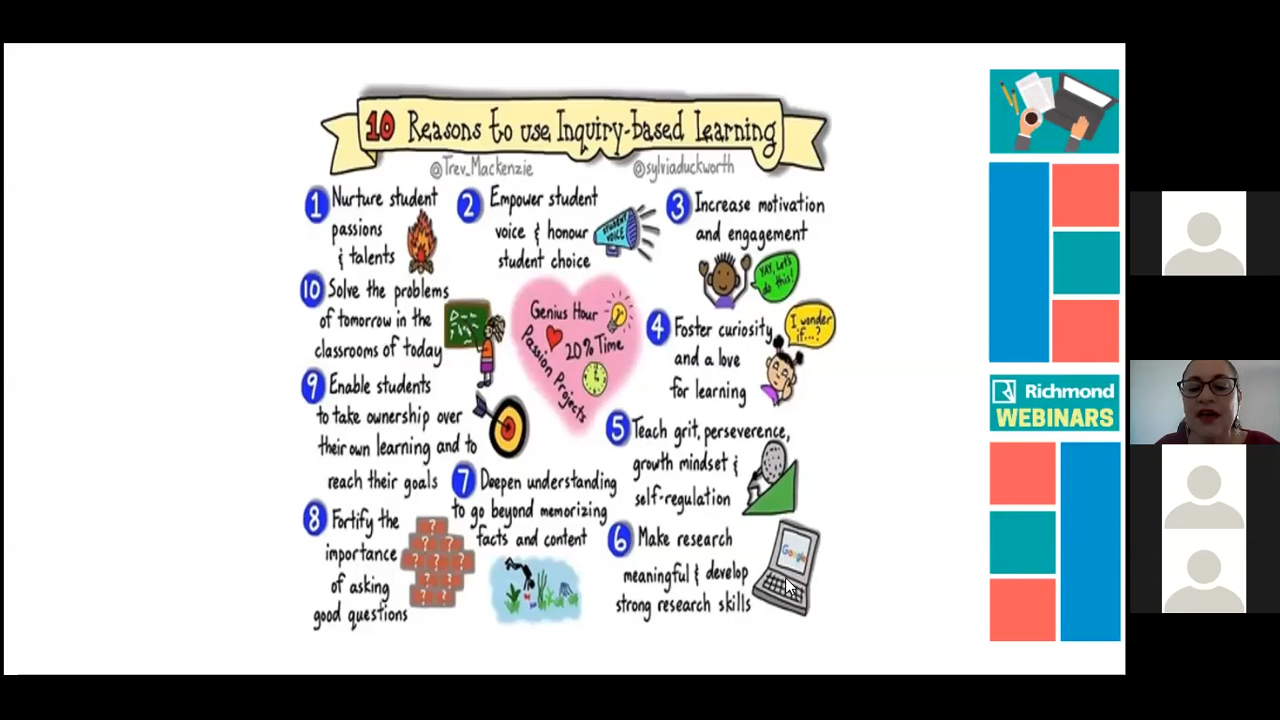 10 Reasons to use Inquiry-based Learning
@Trev_Mackenzie
@sylviaduckworth
1 Nurture student
passions
& talents
2 Empower student
voice & honour
student choice
STUDENT
VOICE
3 Increase motivation
and engagement
YAY, Let's
do this!
4 Foster curiosity
and a love
for learning
I wonder
if...?
5 Teach grit, perseverence,
growth mindset &
self-regulation
6 Make research
meaningful & develop
strong research skills
Google
7 Deepen understanding
to go beyond memorizing
facts and content
8 Fortify the
importance
of asking
good questions
?
? ?
? ? ?
? ?
? ?
9 Enable students
to take ownership over
their own learning and to
reach their goals
10 Solve the problems
of tomorrow in the
classrooms of today
Genius Hour
20% Time
Passion Projects
Richmond
WEBINARS